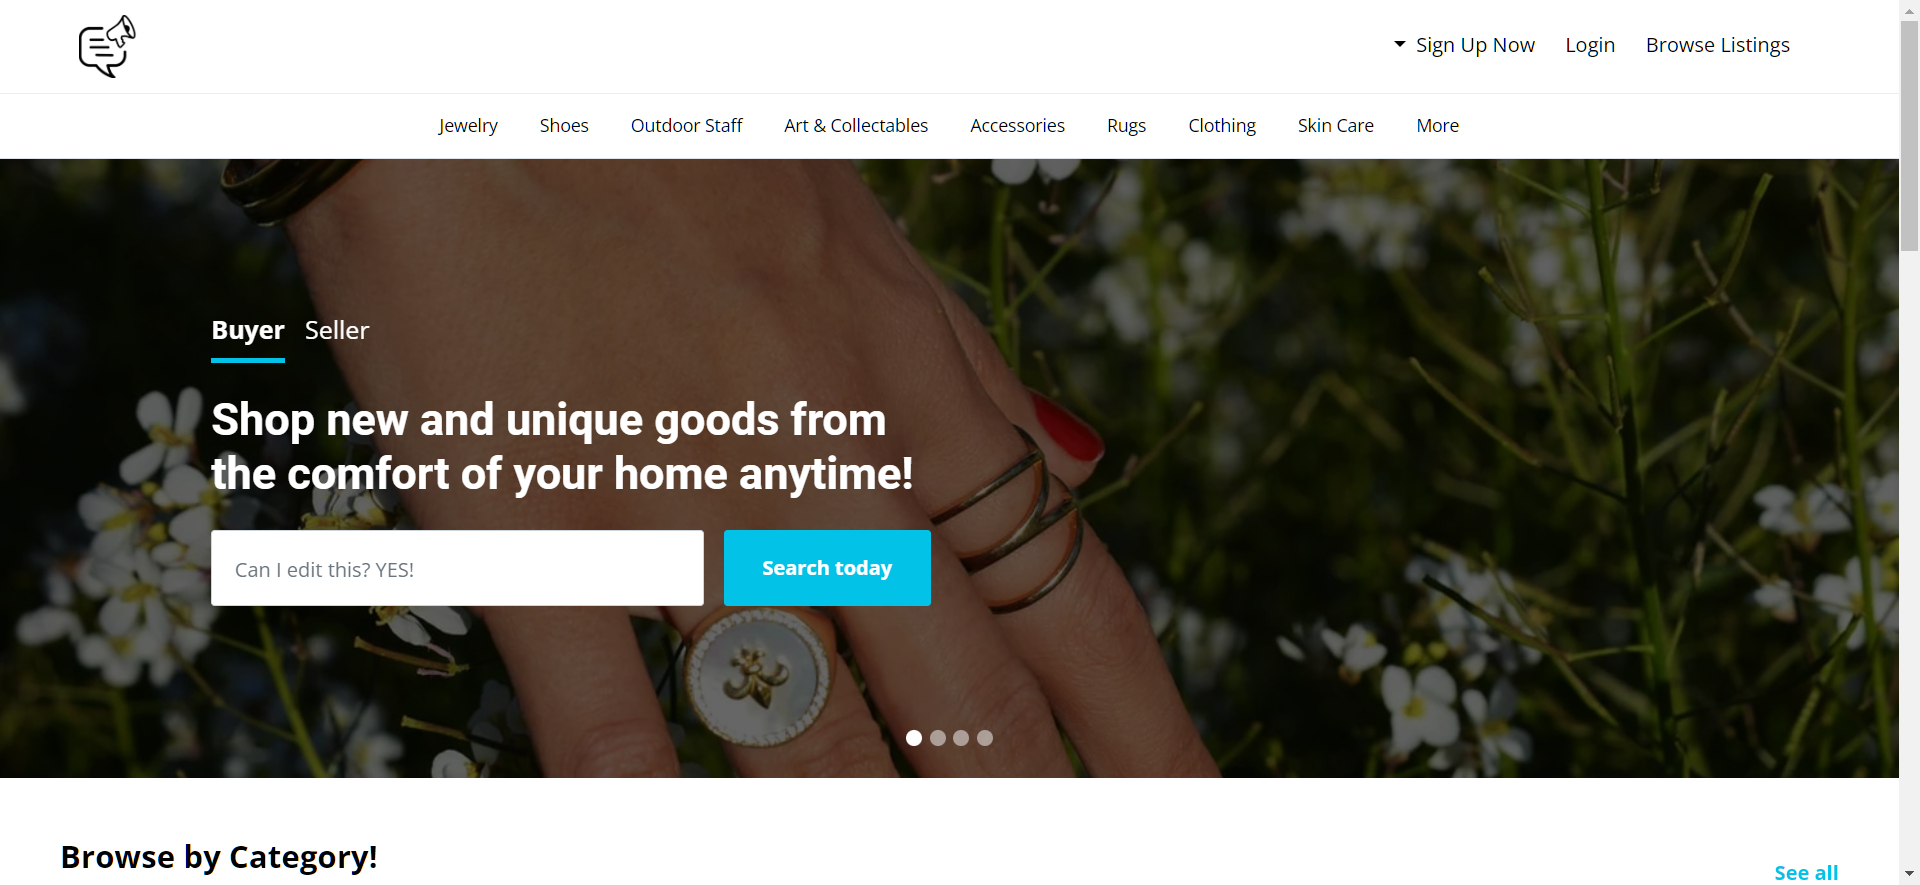 Sign Up Now Login Browse Listings
Jewelry Shoes Outdoor Staff Art & Collectables Accessories Rugs Clothing Skin Care More
Buyer Seller
Shop new and unique goods from
the comfort of your home anytime!
Can I edit this? YES! Search today
Browse by Category!
See all